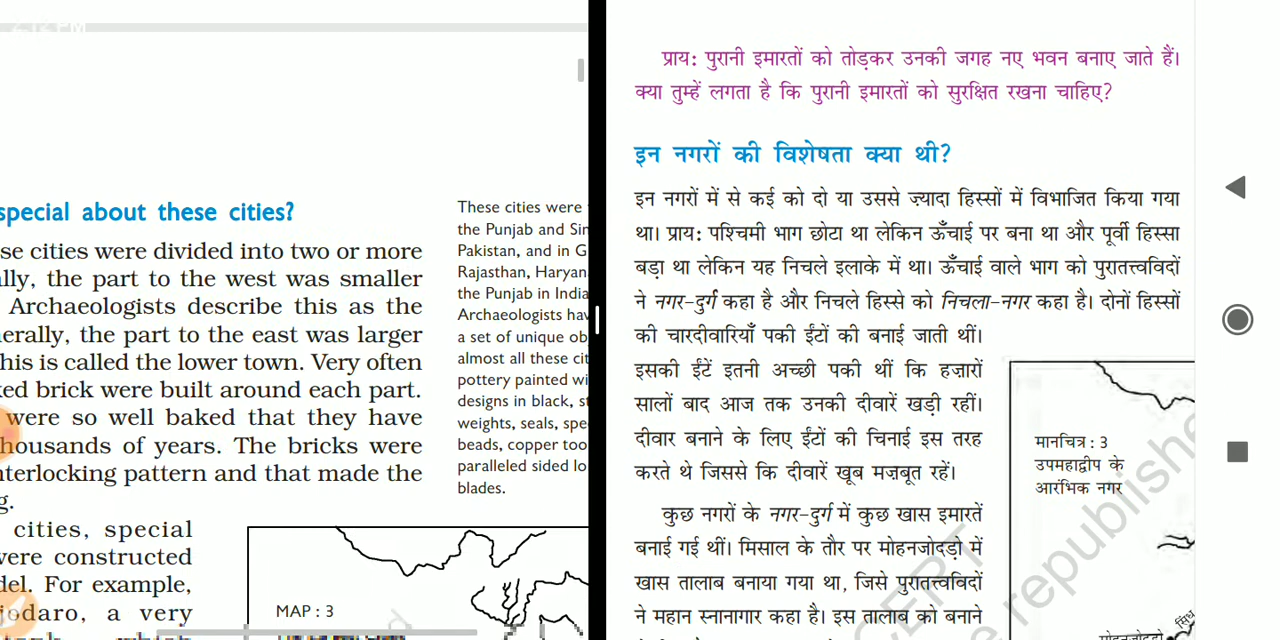 special about these cities?
se cities were divided into two or more
lly, the part to the west was smaller
Archaeologists describe this as the
nerally, the part to the east was larger
his is called the lower town. Very often
ked brick were built around each part.
were so well baked that they have
housands of years. The bricks were
nterlocking pattern and that made the
g.
cities, special
were constructed
del. For example,
jodaro, a very
These cities were
the Punjab and Sin
Pakistan, and in G
Rajasthan, Haryan
the Punjab in India
Archaeologists hav
a set of unique ob
almost all these cit
pottery painted wi
designs in black, st
weights, seals, spe
beads, copper too
paralleled sided lo
blades.
MAP : 3
प्राय: पुरानी इमारतों को तोड़कर उनकी जगह नए भवन बनाए जाते हैं।
क्या तुम्हें लगता है कि पुरानी इमारतों को सुरक्षित रखना चाहिए?
इन नगरों की विशेषता क्या थी?
इन नगरों में से कई को दो या उससे ज़्यादा हिस्सों में विभाजित किया गया
था। प्राय: पश्चिमी भाग छोटा था लेकिन ऊँचाई पर बना था और पूर्वी हिस्सा
बड़ा था लेकिन यह निचले इलाके में था। ऊँचाई वाले भाग को पुरातत्त्वविदों
ने नगर-दुर्ग कहा है और निचले हिस्से को निचला-नगर कहा है। दोनों हिस्सों
की चारदीवारियाँ पकी ईंटों की बनाई जाती थीं।
इसकी ईंटें इतनी अच्छी पकी थीं कि हज़ारों
सालों बाद आज तक उनकी दीवारें खड़ी रहीं।
दीवार बनाने के लिए ईंटों की चिनाई इस तरह
करते थे जिससे कि दीवारें खूब मज़बूत रहें।
कुछ नगरों के नगर-दुर्ग में कुछ खास इमारतें
बनाई गई थीं। मिसाल के तौर पर मोहनजोदड़ो में
खास तालाब बनाया गया था, जिसे पुरातत्त्वविदों
ने महान स्नानागार कहा है। इस तालाब को बनाने
मानचित्र : 3
उपमहाद्वीप के
आरंभिक नगर
मोहनजोदड़ो
सिंधु
CERT
e republishe